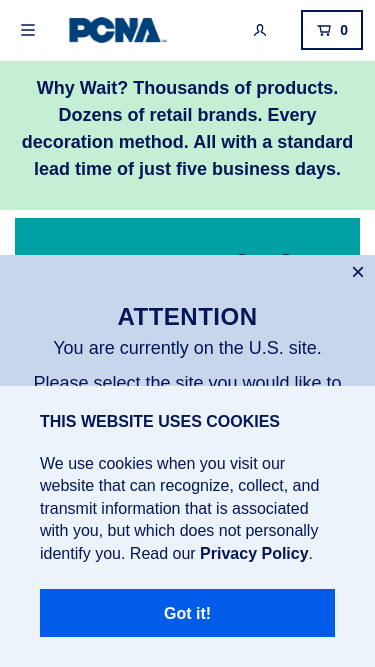 PCNA
0
Why Wait? Thousands of products.
Dozens of retail brands. Every
decoration method. All with a standard
lead time of just five business days.
ATTENTION
You are currently on the U.S. site.
Please select the site you would like to
THIS WEBSITE USES COOKIES
We use cookies when you visit our
website that can recognize, collect, and
transmit information that is associated
with you, but which does not personally
identify you. Read our Privacy Policy.
Got it!